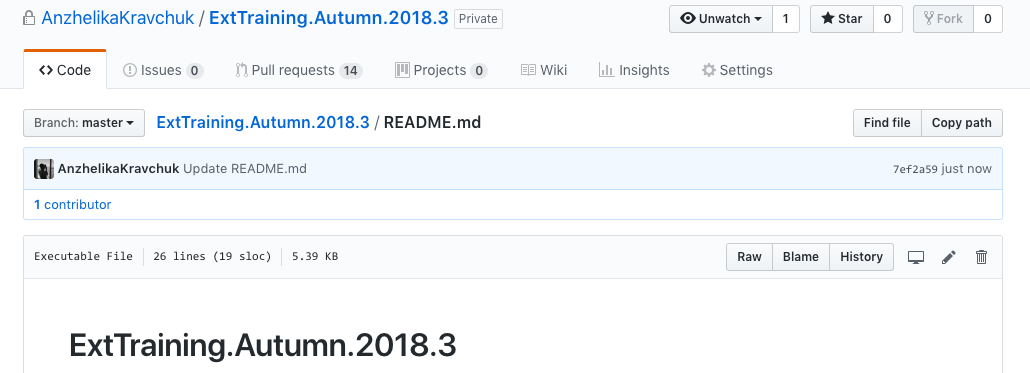 AnzhelikaKravchuk / ExtTraining.Autumn.2018.3 Private Unwatch 1 Star 0 Fork 0
Code Issues 0 Pull requests 14 Projects 0 Wiki Insights Settings
Branch: master ExtTraining.Autumn.2018.3 / README.md Find file Copy path
AnzhelikaKravchuk Update README.md 7ef2a59 just now
1 contributor
Executable File 26 lines (19 sloc) 5.39 KB Raw Blame History
ExtTraining.Autumn.2018.3